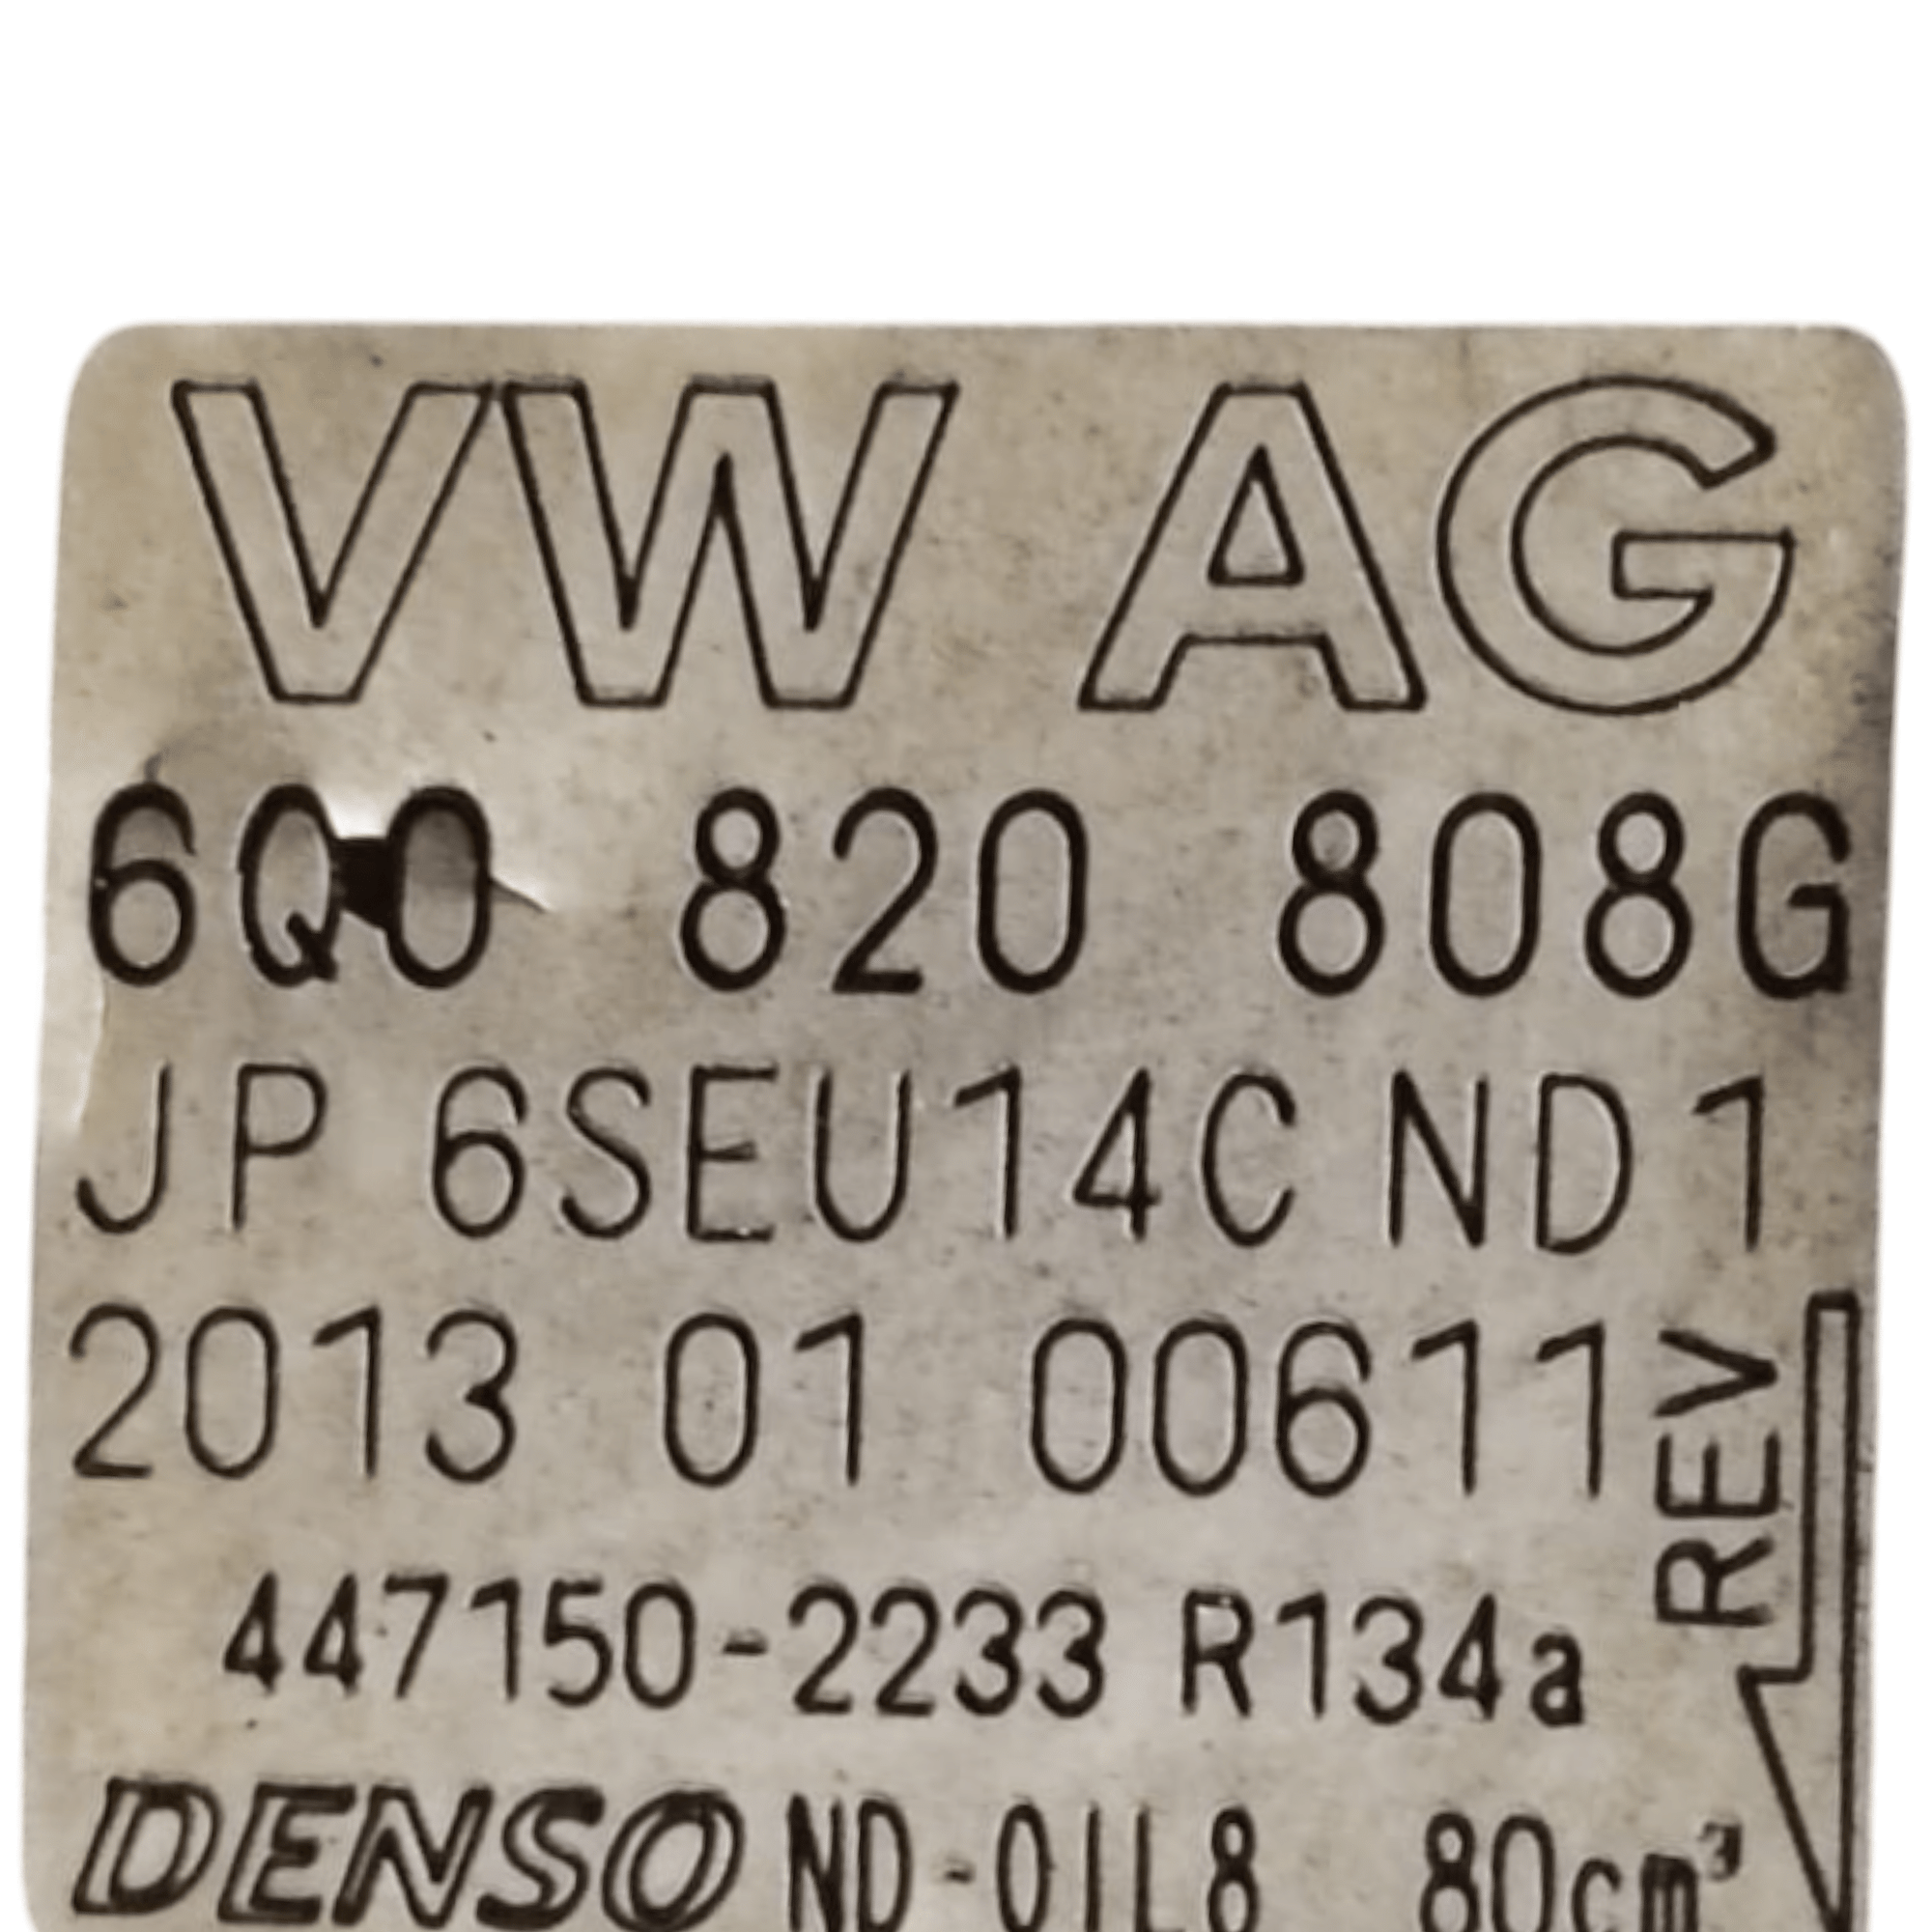 VW AG
6Q0 820 808G
JP 6SEU14C ND1
2013 01 00611
REV
447150-2233 R134a
DENSO ND-OIL8 80cm³